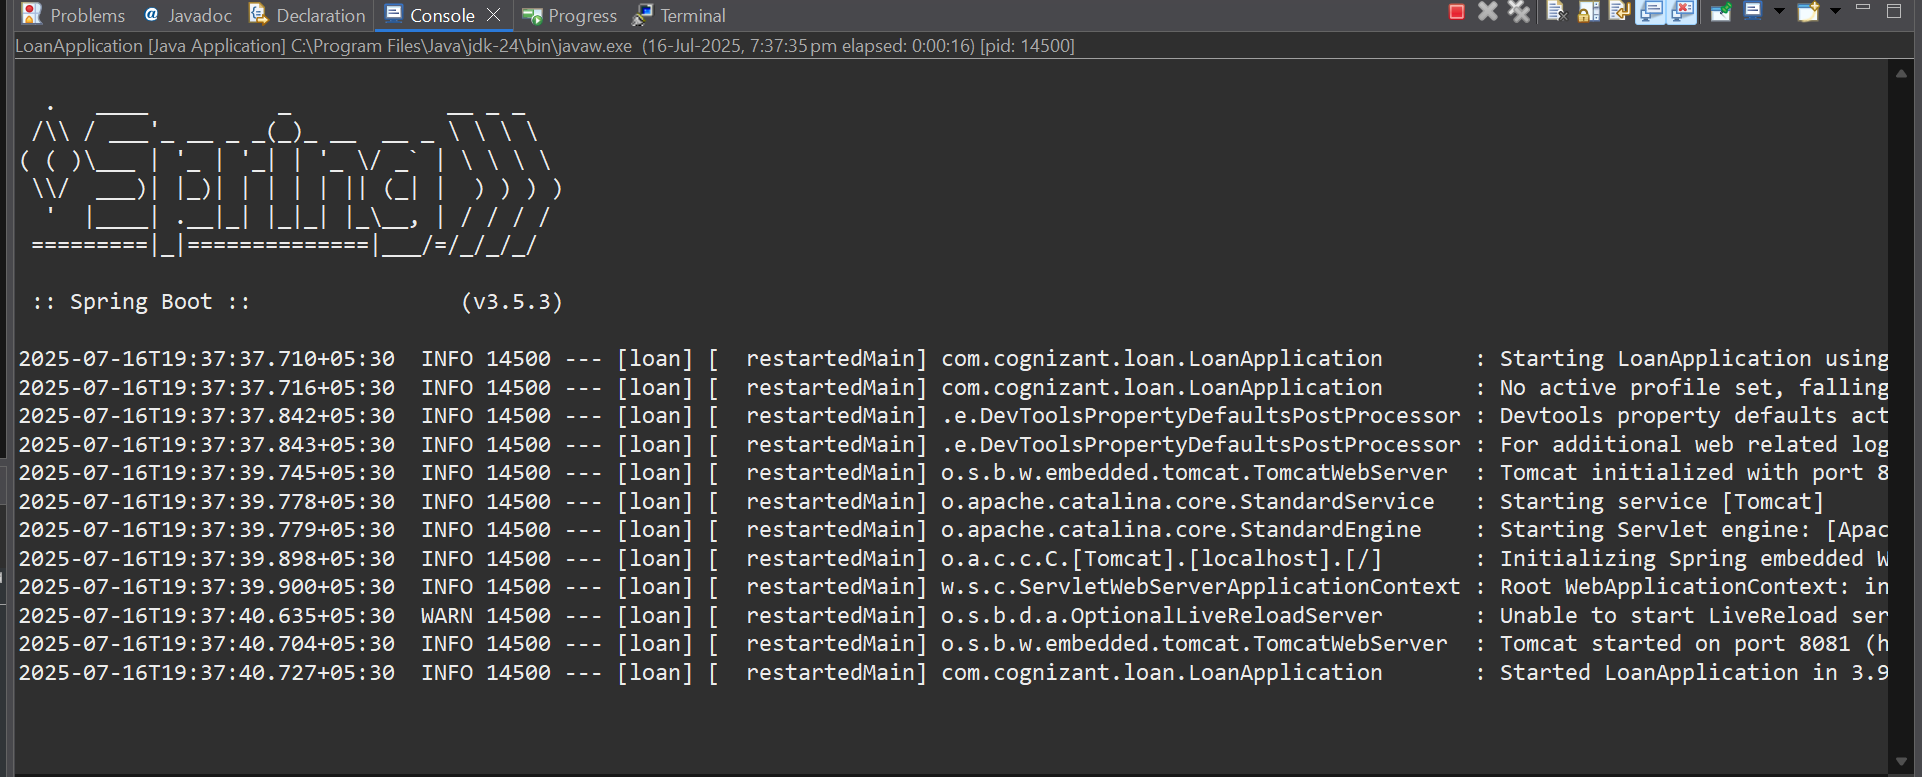 Problems Javadoc Declaration Console Progress Terminal
LoanApplication [Java Application] C:\Program Files\Java\jdk-24\bin\javaw.exe (16-Jul-2025, 7:37:35 pm elapsed: 0:00:16) [pid: 14500]
  .   ____          _            __ _ _
 /\\ / ___'_ __ _ _(_)_ __  __ _ \ \ \ \
( ( )\___ | '_ | '_| | '_ \/ _` | \ \ \ \
 \\/  ___)| |_)| | | | | || (_| |  ) ) ) )
  '  |____| .__|_| |_|_| |_\__, | / / / /
 =========|_|==============|___/=/_/_/_/
 :: Spring Boot ::                (v3.5.3)
2025-07-16T19:37:37.710+05:30  INFO 14500 --- [loan] [  restartedMain] com.cognizant.loan.LoanApplication       : Starting LoanApplication using
2025-07-16T19:37:37.716+05:30  INFO 14500 --- [loan] [  restartedMain] com.cognizant.loan.LoanApplication       : No active profile set, falling
2025-07-16T19:37:37.842+05:30  INFO 14500 --- [loan] [  restartedMain] .e.DevToolsPropertyDefaultsPostProcessor : Devtools property defaults act
2025-07-16T19:37:37.843+05:30  INFO 14500 --- [loan] [  restartedMain] .e.DevToolsPropertyDefaultsPostProcessor : For additional web related log
2025-07-16T19:37:39.745+05:30  INFO 14500 --- [loan] [  restartedMain] o.s.b.w.embedded.tomcat.TomcatWebServer  : Tomcat initialized with port 8
2025-07-16T19:37:39.778+05:30  INFO 14500 --- [loan] [  restartedMain] o.apache.catalina.core.StandardService   : Starting service [Tomcat]
2025-07-16T19:37:39.779+05:30  INFO 14500 --- [loan] [  restartedMain] o.apache.catalina.core.StandardEngine    : Starting Servlet engine: [Apac
2025-07-16T19:37:39.898+05:30  INFO 14500 --- [loan] [  restartedMain] o.a.c.c.C.[Tomcat].[localhost].[/]       : Initializing Spring embedded W
2025-07-16T19:37:39.900+05:30  INFO 14500 --- [loan] [  restartedMain] w.s.c.ServletWebServerApplicationContext : Root WebApplicationContext: in
2025-07-16T19:37:40.635+05:30  WARN 14500 --- [loan] [  restartedMain] o.s.b.d.a.OptionalLiveReloadServer       : Unable to start LiveReload ser
2025-07-16T19:37:40.704+05:30  INFO 14500 --- [loan] [  restartedMain] o.s.b.w.embedded.tomcat.TomcatWebServer  : Tomcat started on port 8081 (h
2025-07-16T19:37:40.727+05:30  INFO 14500 --- [loan] [  restartedMain] com.cognizant.loan.LoanApplication       : Started LoanApplication in 3.9